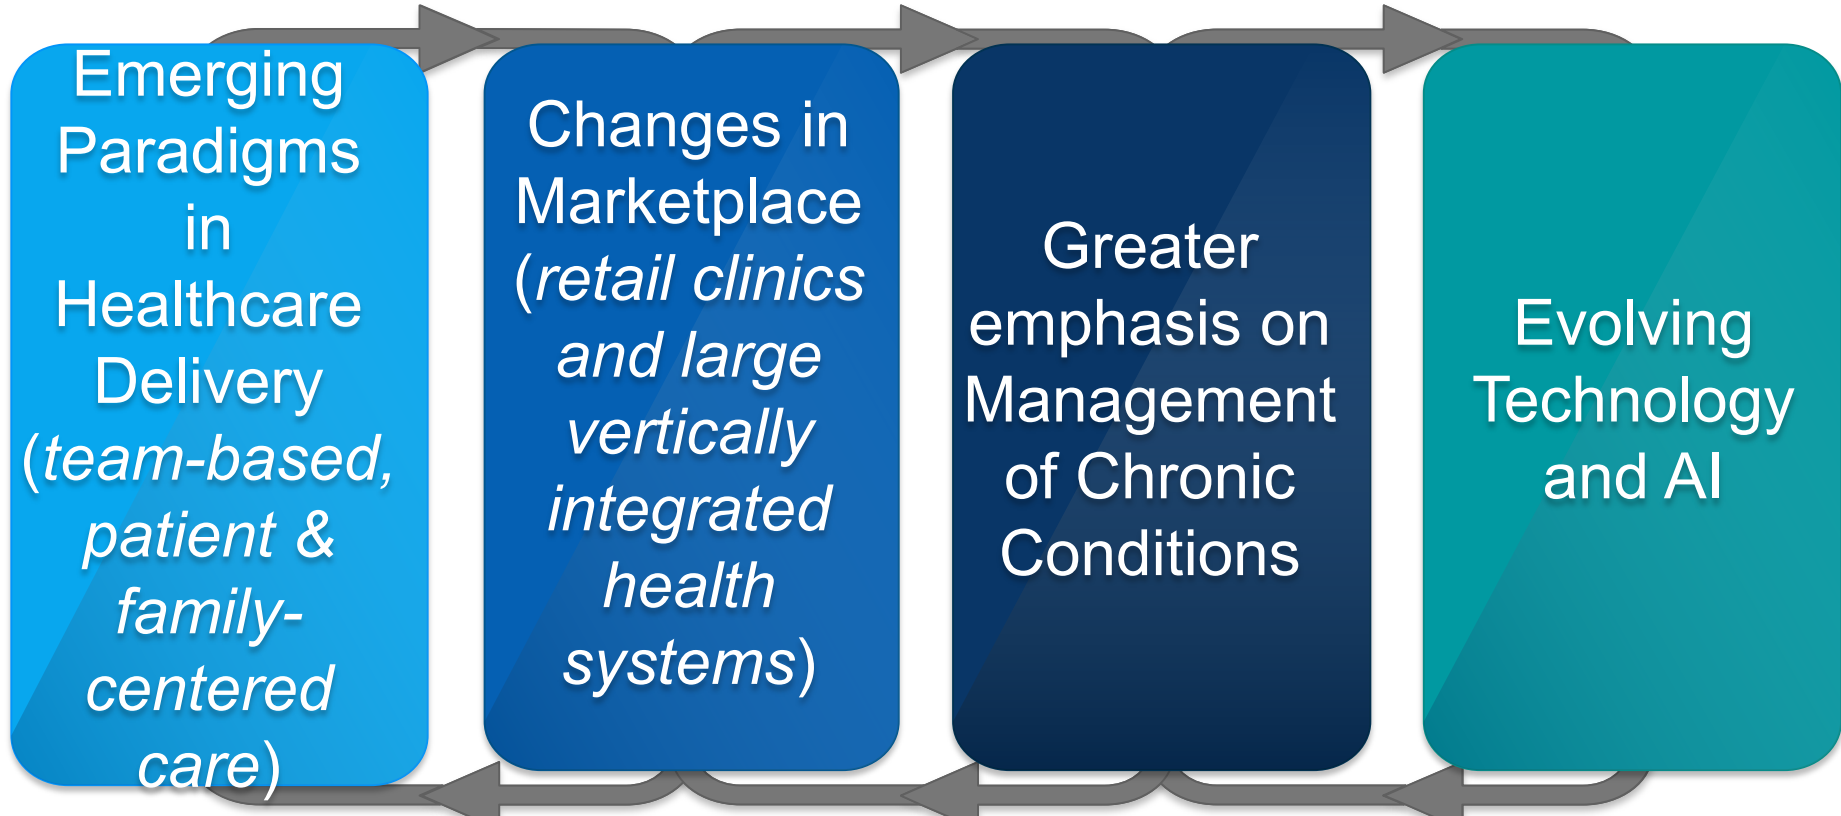 Emerging
Paradigms
in
Healthcare
Delivery
(team-based,
patient &
family-
centered
care)
Changes in
Marketplace
(retail clinics
and large
vertically
integrated
health
systems)
Greater
emphasis on
Management
of Chronic
Conditions
Evolving
Technology
and AI